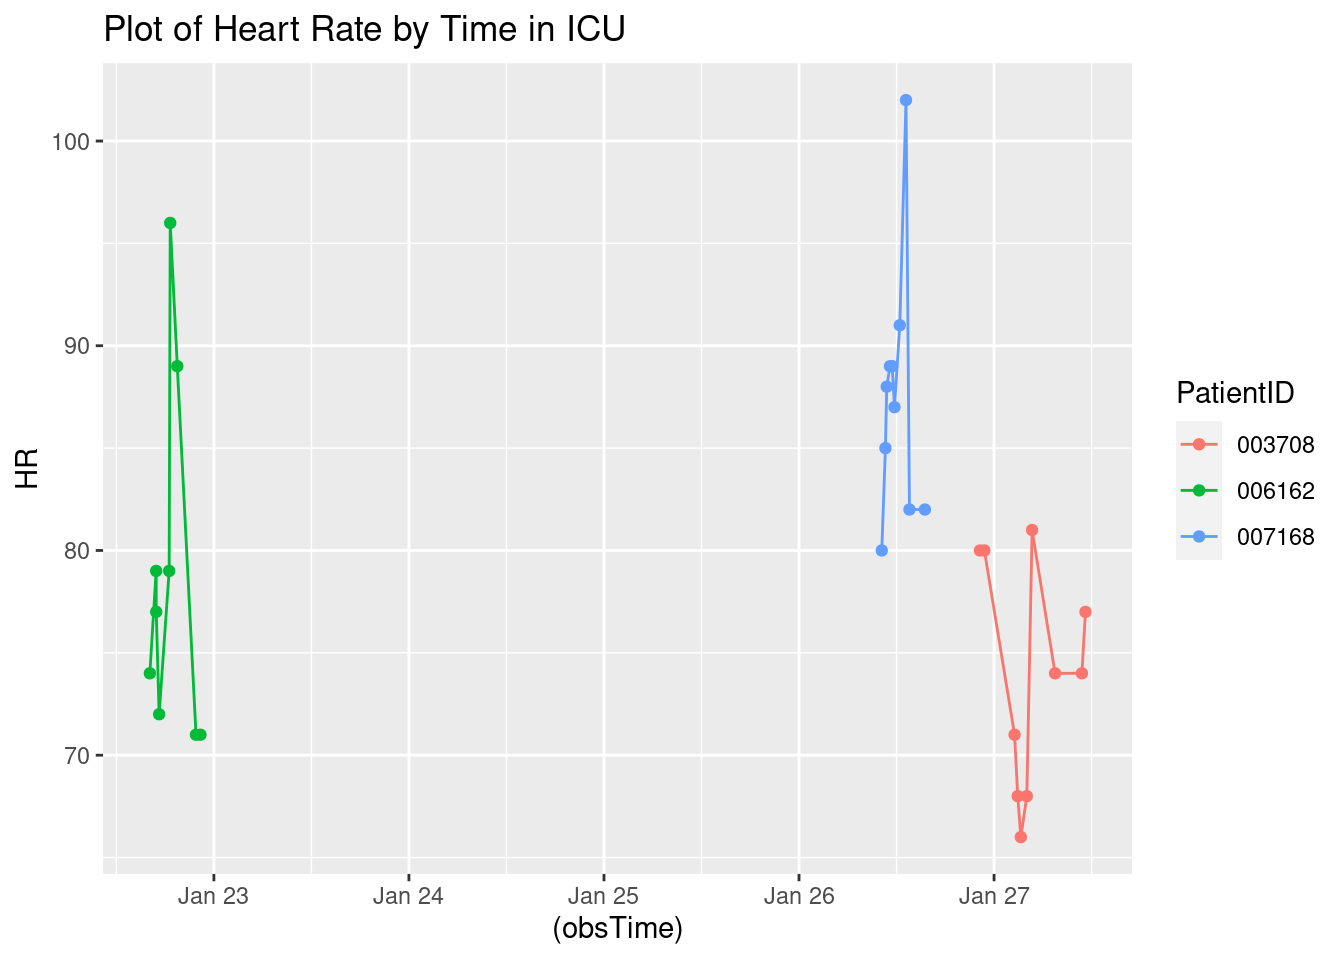 Plot of Heart Rate by Time in ICU
100
90
80
70
HR
Jan 23 Jan 24 Jan 25 Jan 26 Jan 27
(obsTime)
PatientID
003708
006162
007168